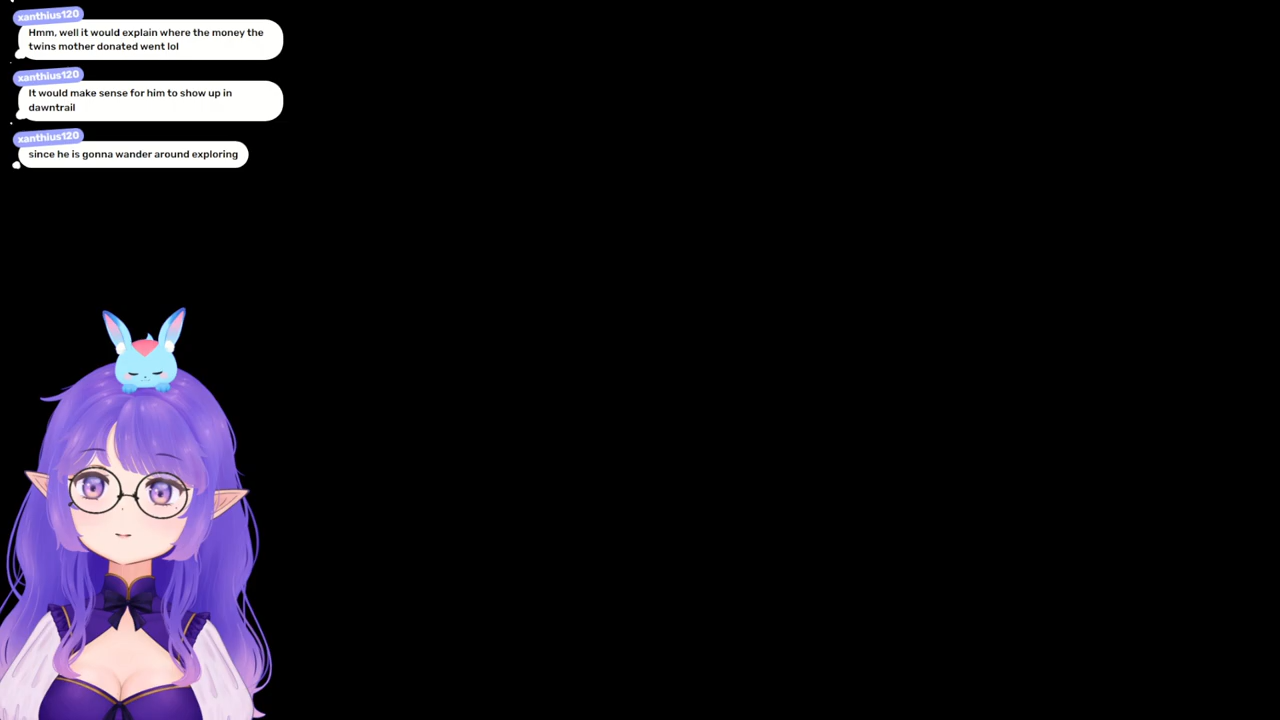 xanthius120
Hmm, well it would explain where the money the
twins mother donated went lol
xanthius120
It would make sense for him to show up in
dawntrail
xanthius120
since he is gonna wander around exploring